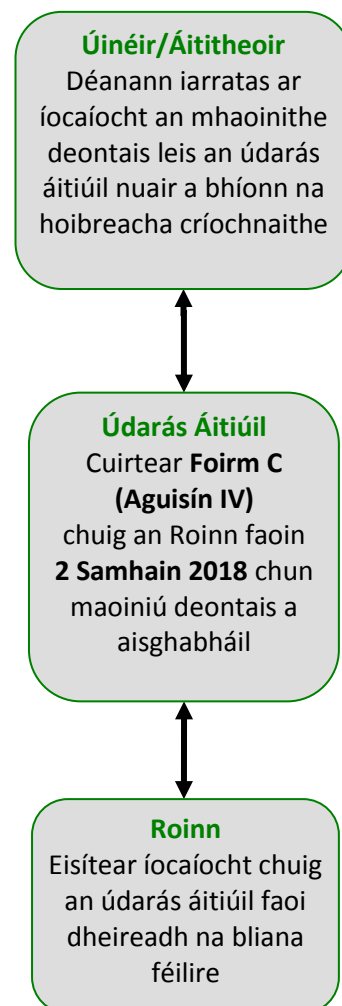 Úinéir/Áititheoir
Déanann iarratas ar
íocaíocht an mhaoinithe
deontais leis an údarás
áitiúil nuair a bhíonn na
hoibreacha críochnaithe
Údarás Áitiúil
Cuirtear Foirm C
(Aguisín IV)
chuig an Roinn faoin
2 Samhain 2018 chun
maoiniú deontais a
aisghabháil
Roinn
Eisítear íocaíocht chuig
an údarás áitiúil faoi
dheireadh na bliana
féilire